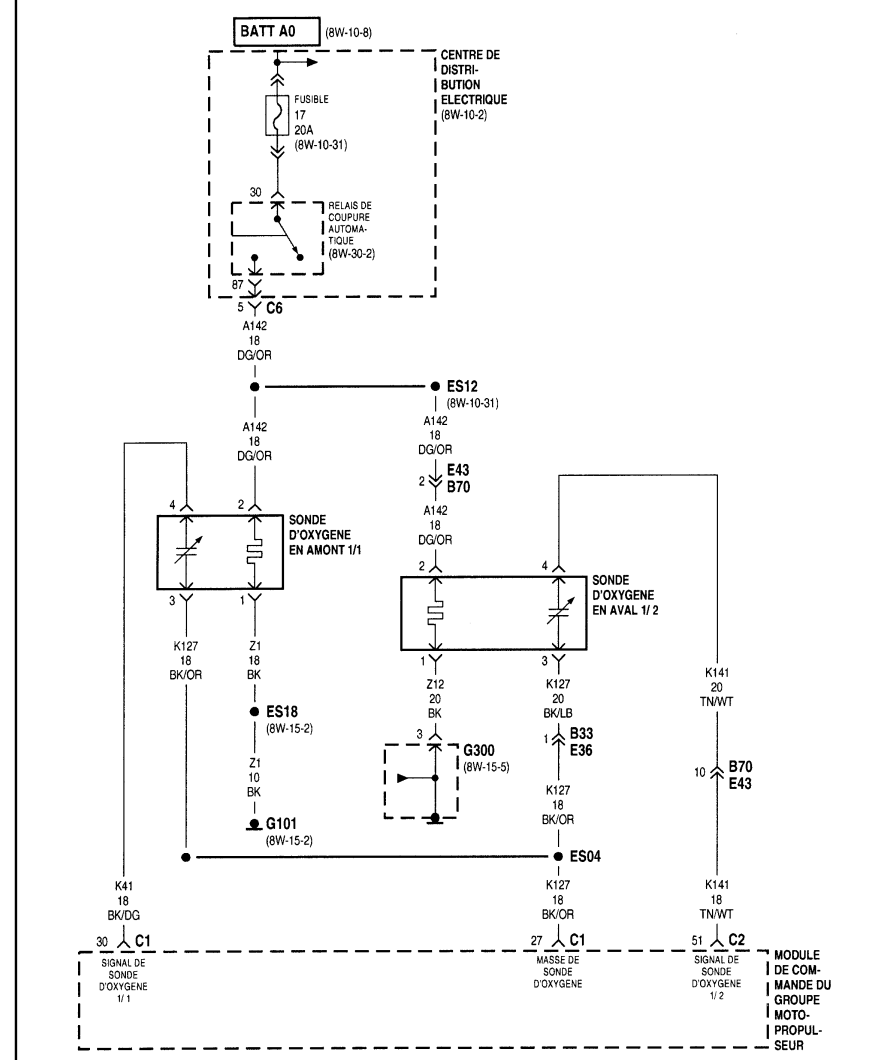 BATT A0 (8W-10-8)
CENTRE DE
DISTRI-
BUTION
ELECTRIQUE
(8W-10-2)
FUSIBLE
17
20A
(8W-10-31)
30
RELAIS DE
COUPURE
AUTOMA-
TIQUE
(8W-30-2)
87
5 C6
A142
18
DG/OR
ES12
(8W-10-31)
A142
18
DG/OR
A142
18
DG/OR
2 E43
B70
A142
18
DG/OR
4 2
SONDE
D'OXYGENE
EN AMONT 1/1
3 1
2 4
SONDE
D'OXYGENE
EN AVAL 1/ 2
1 3
K127
18
BK/OR
Z1
18
BK
ES18
(8W-15-2)
Z1
10
BK
G101
(8W-15-2)
Z12
20
BK
3
G300
(8W-15-5)
K127
20
BK/LB
1 B33
E36
K127
18
BK/OR
K141
20
TN/WT
10 B70
E43
ES04
K41
18
BK/DG
K127
18
BK/OR
K141
18
TN/WT
30 C1
27 C1
51 C2
SIGNAL DE
SONDE
D'OXYGENE
1/ 1
MASSE DE
SONDE
D'OXYGENE
SIGNAL DE
SONDE
D'OXYGENE
1/ 2
MODULE
DE COM-
MANDE DU
GROUPE
MOTO-
PROPUL-
SEUR